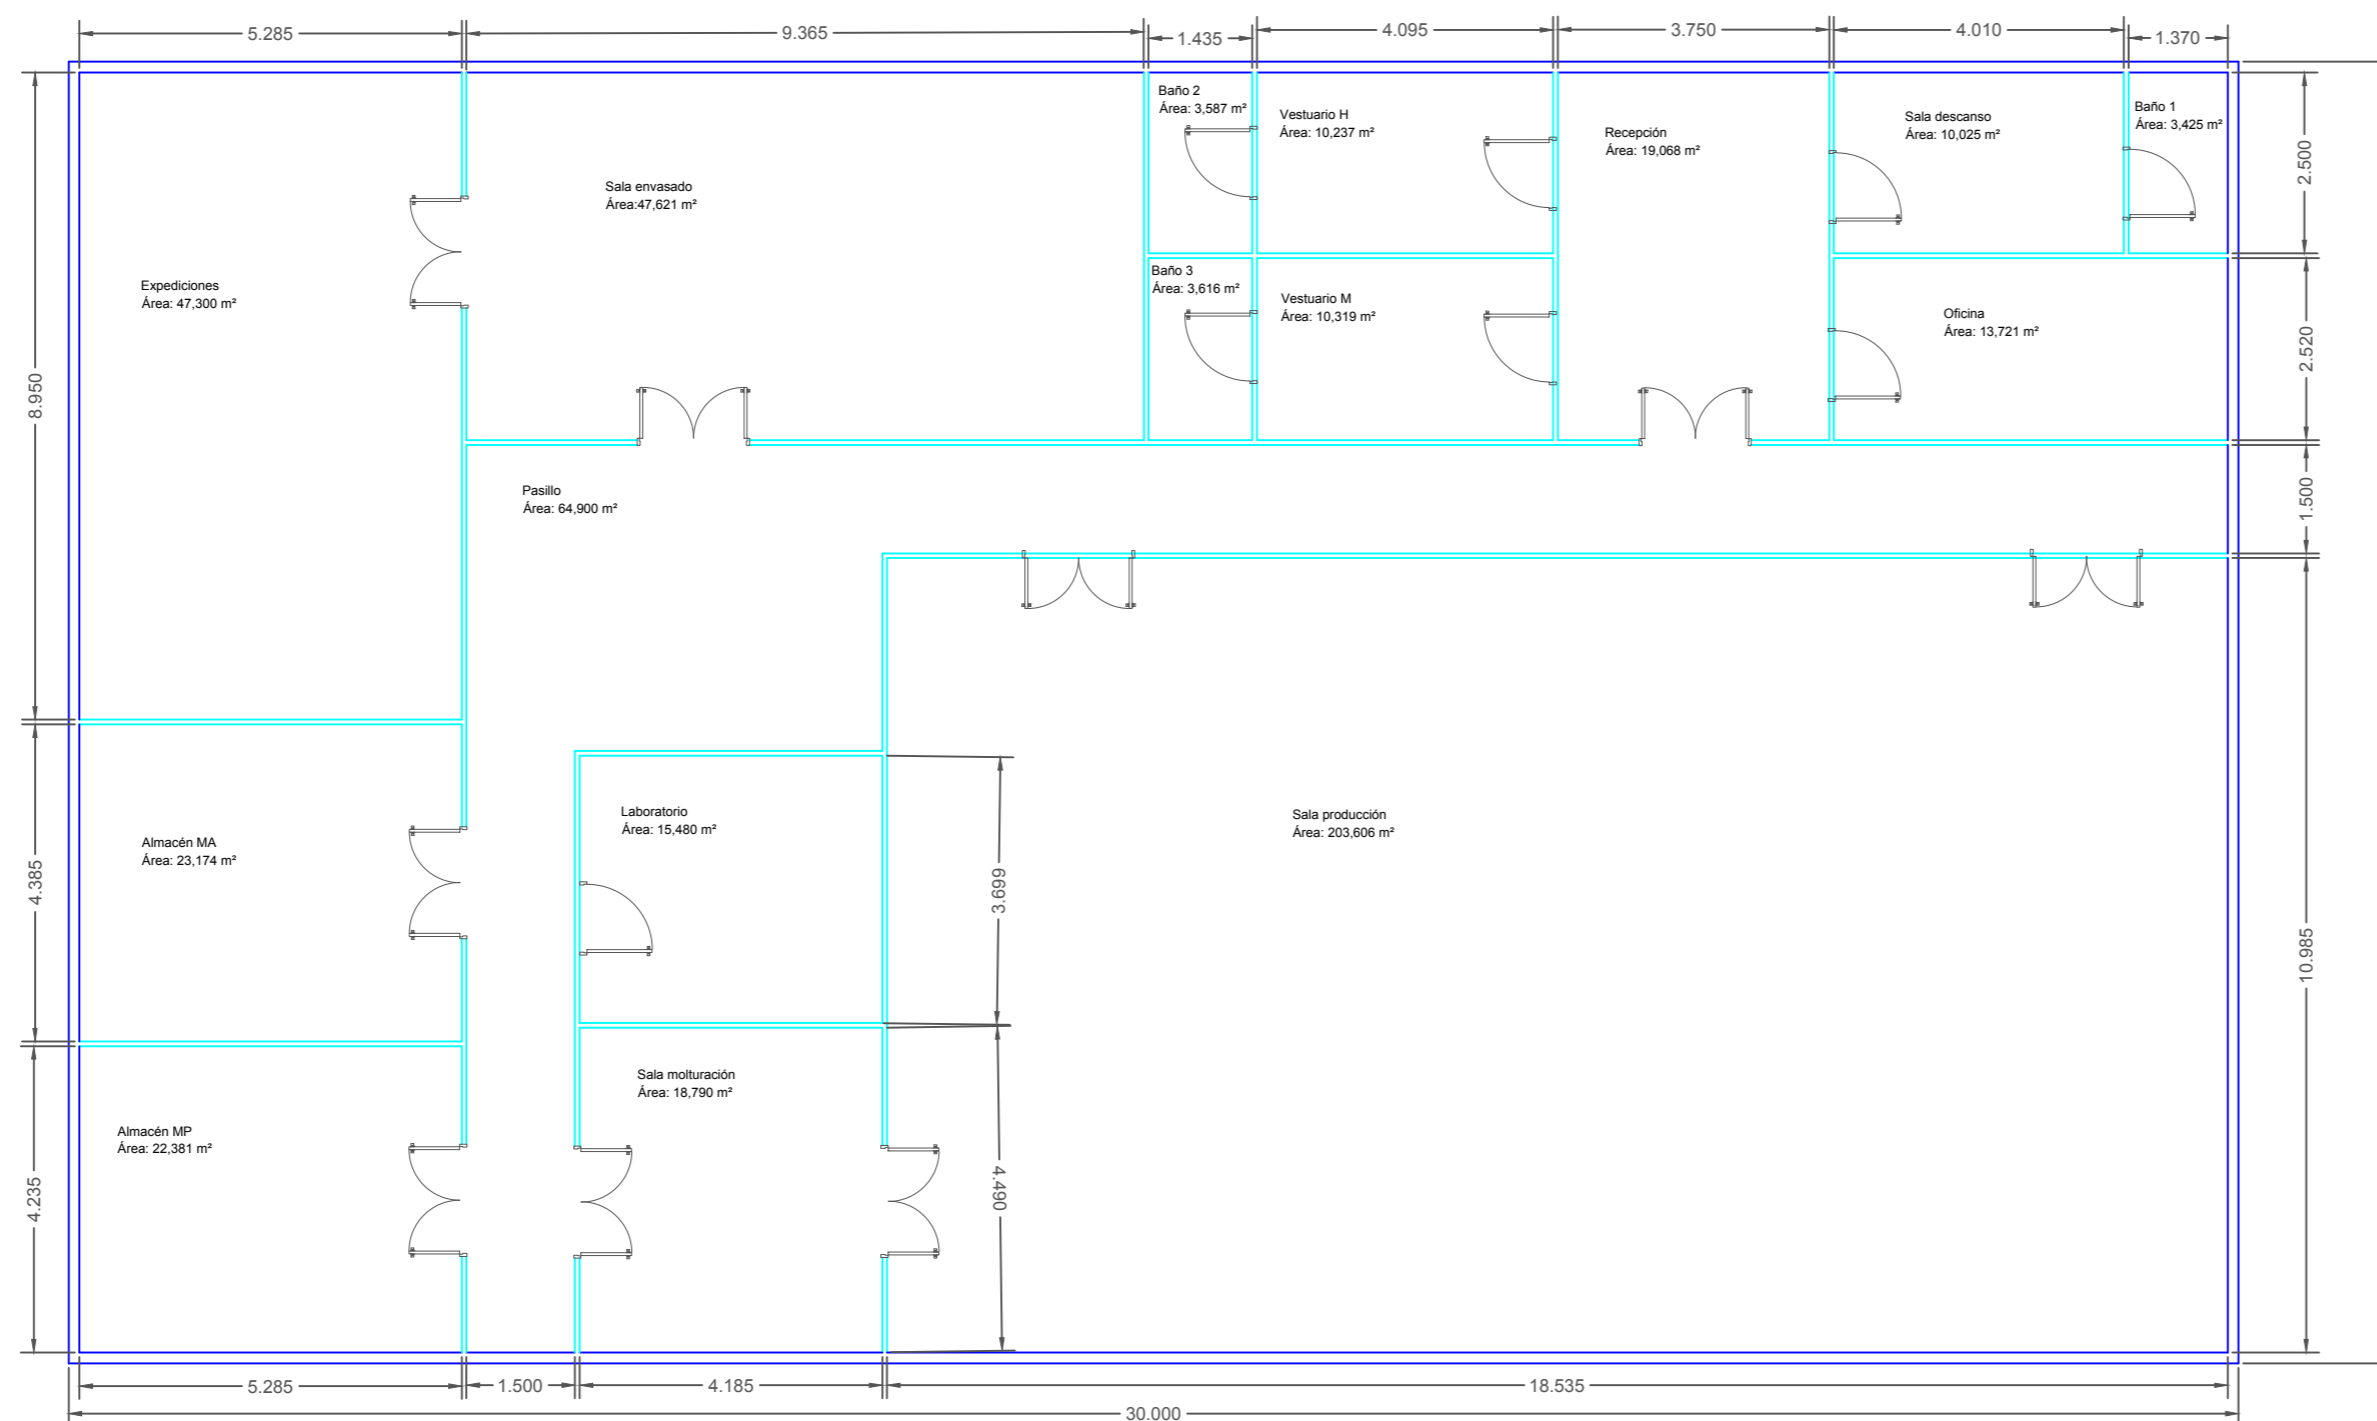 5.285
9.365
1.435
4.095
3.750
4.010
1.370
Baño 2
Área: 3,587 m²
Vestuario H
Área: 10,237 m²
Recepción
Área: 19,068 m²
Sala descanso
Área: 10,025 m²
Baño 1
Área: 3,425 m²
2.500
Sala envasado
Área:47,621 m²
Expediciones
Área: 47,300 m²
Baño 3
Área: 3,616 m²
Vestuario M
Área: 10,319 m²
Oficina
Área: 13,721 m²
2.520
8.950
Pasillo
Área: 64,900 m²
1.500
Laboratorio
Área: 15,480 m²
Sala producción
Área: 203,606 m²
Almacén MA
Área: 23,174 m²
4.385
3.699
10.985
Sala molturación
Área: 18,790 m²
Almacén MP
Área: 22,381 m²
4.235
4.490
5.285
1.500
4.185
18.535
30.000